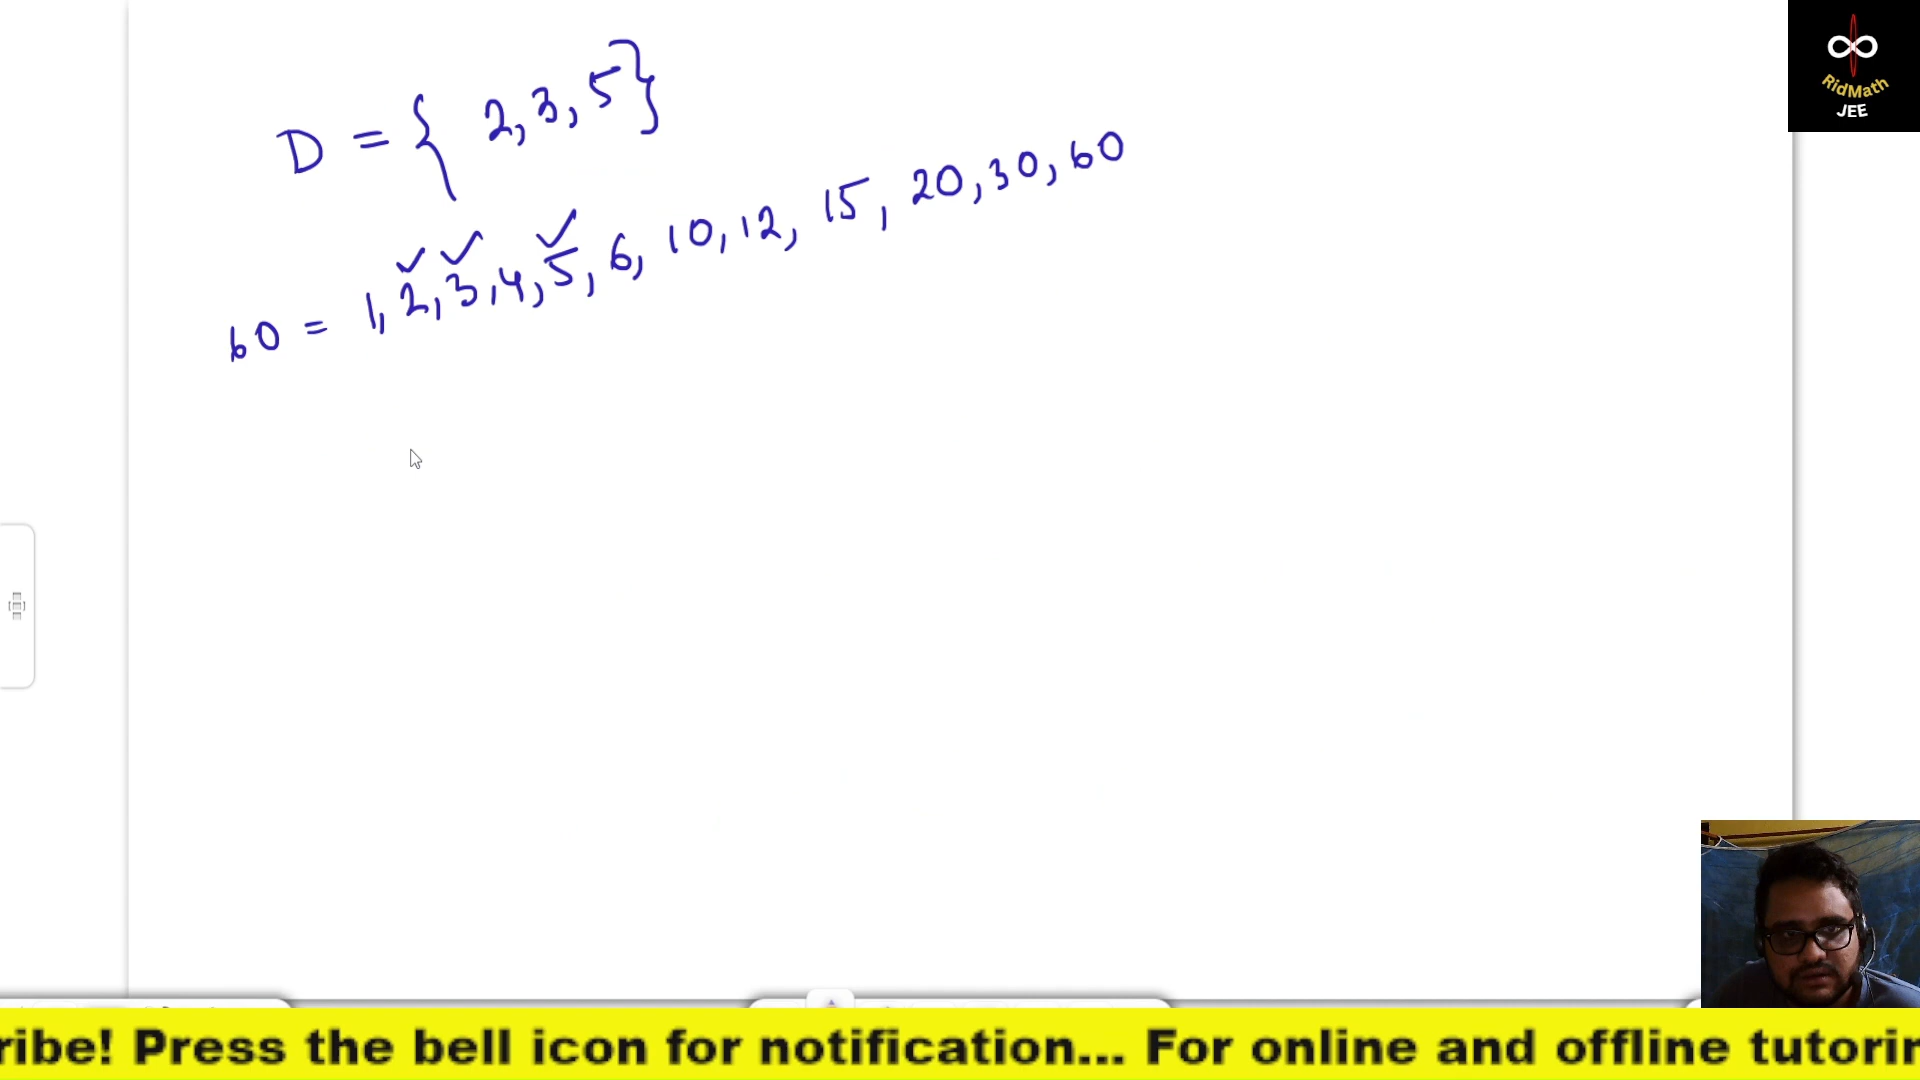 D = { 2, 3, 5}
60 = 1, 2, 3, 4, 5, 6, 10, 12, 15, 20, 30, 60
RidMath
JEE
ribe! Press the bell icon for notification... For online and offline tutorin